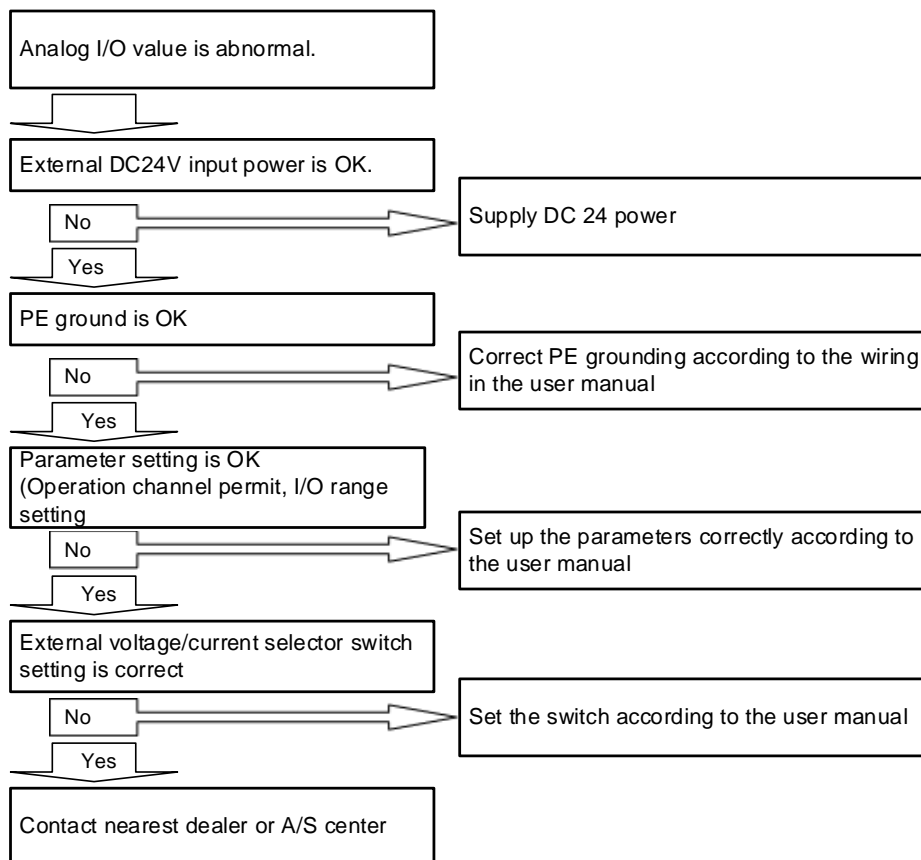 Analog I/O value is abnormal.
External DC24V input power is OK.
No
Supply DC 24 power
Yes
PE ground is OK
No
Correct PE grounding according to the wiring
in the user manual
Yes
Parameter setting is OK
(Operation channel permit, I/O range
setting
No
Set up the parameters correctly according to
the user manual
Yes
External voltage/current selector switch
setting is correct
No
Set the switch according to the user manual
Yes
Contact nearest dealer or A/S center